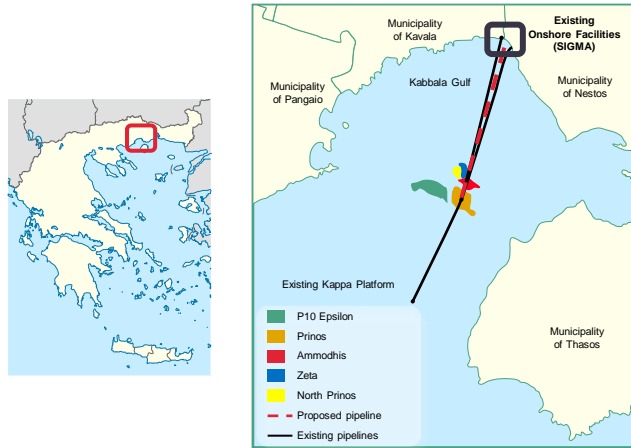 Municipality
of Kavala
Existing
Onshore Facilities
(SIGMA)
Municipality
of Pangaio
Kabbala Gulf
Municipality
of Nestos
Existing Kappa Platform
P10 Epsilon
Prinos
Ammodhis
Zeta
North Prinos
Proposed pipeline
Existing pipelines
Municipality
of Thasos